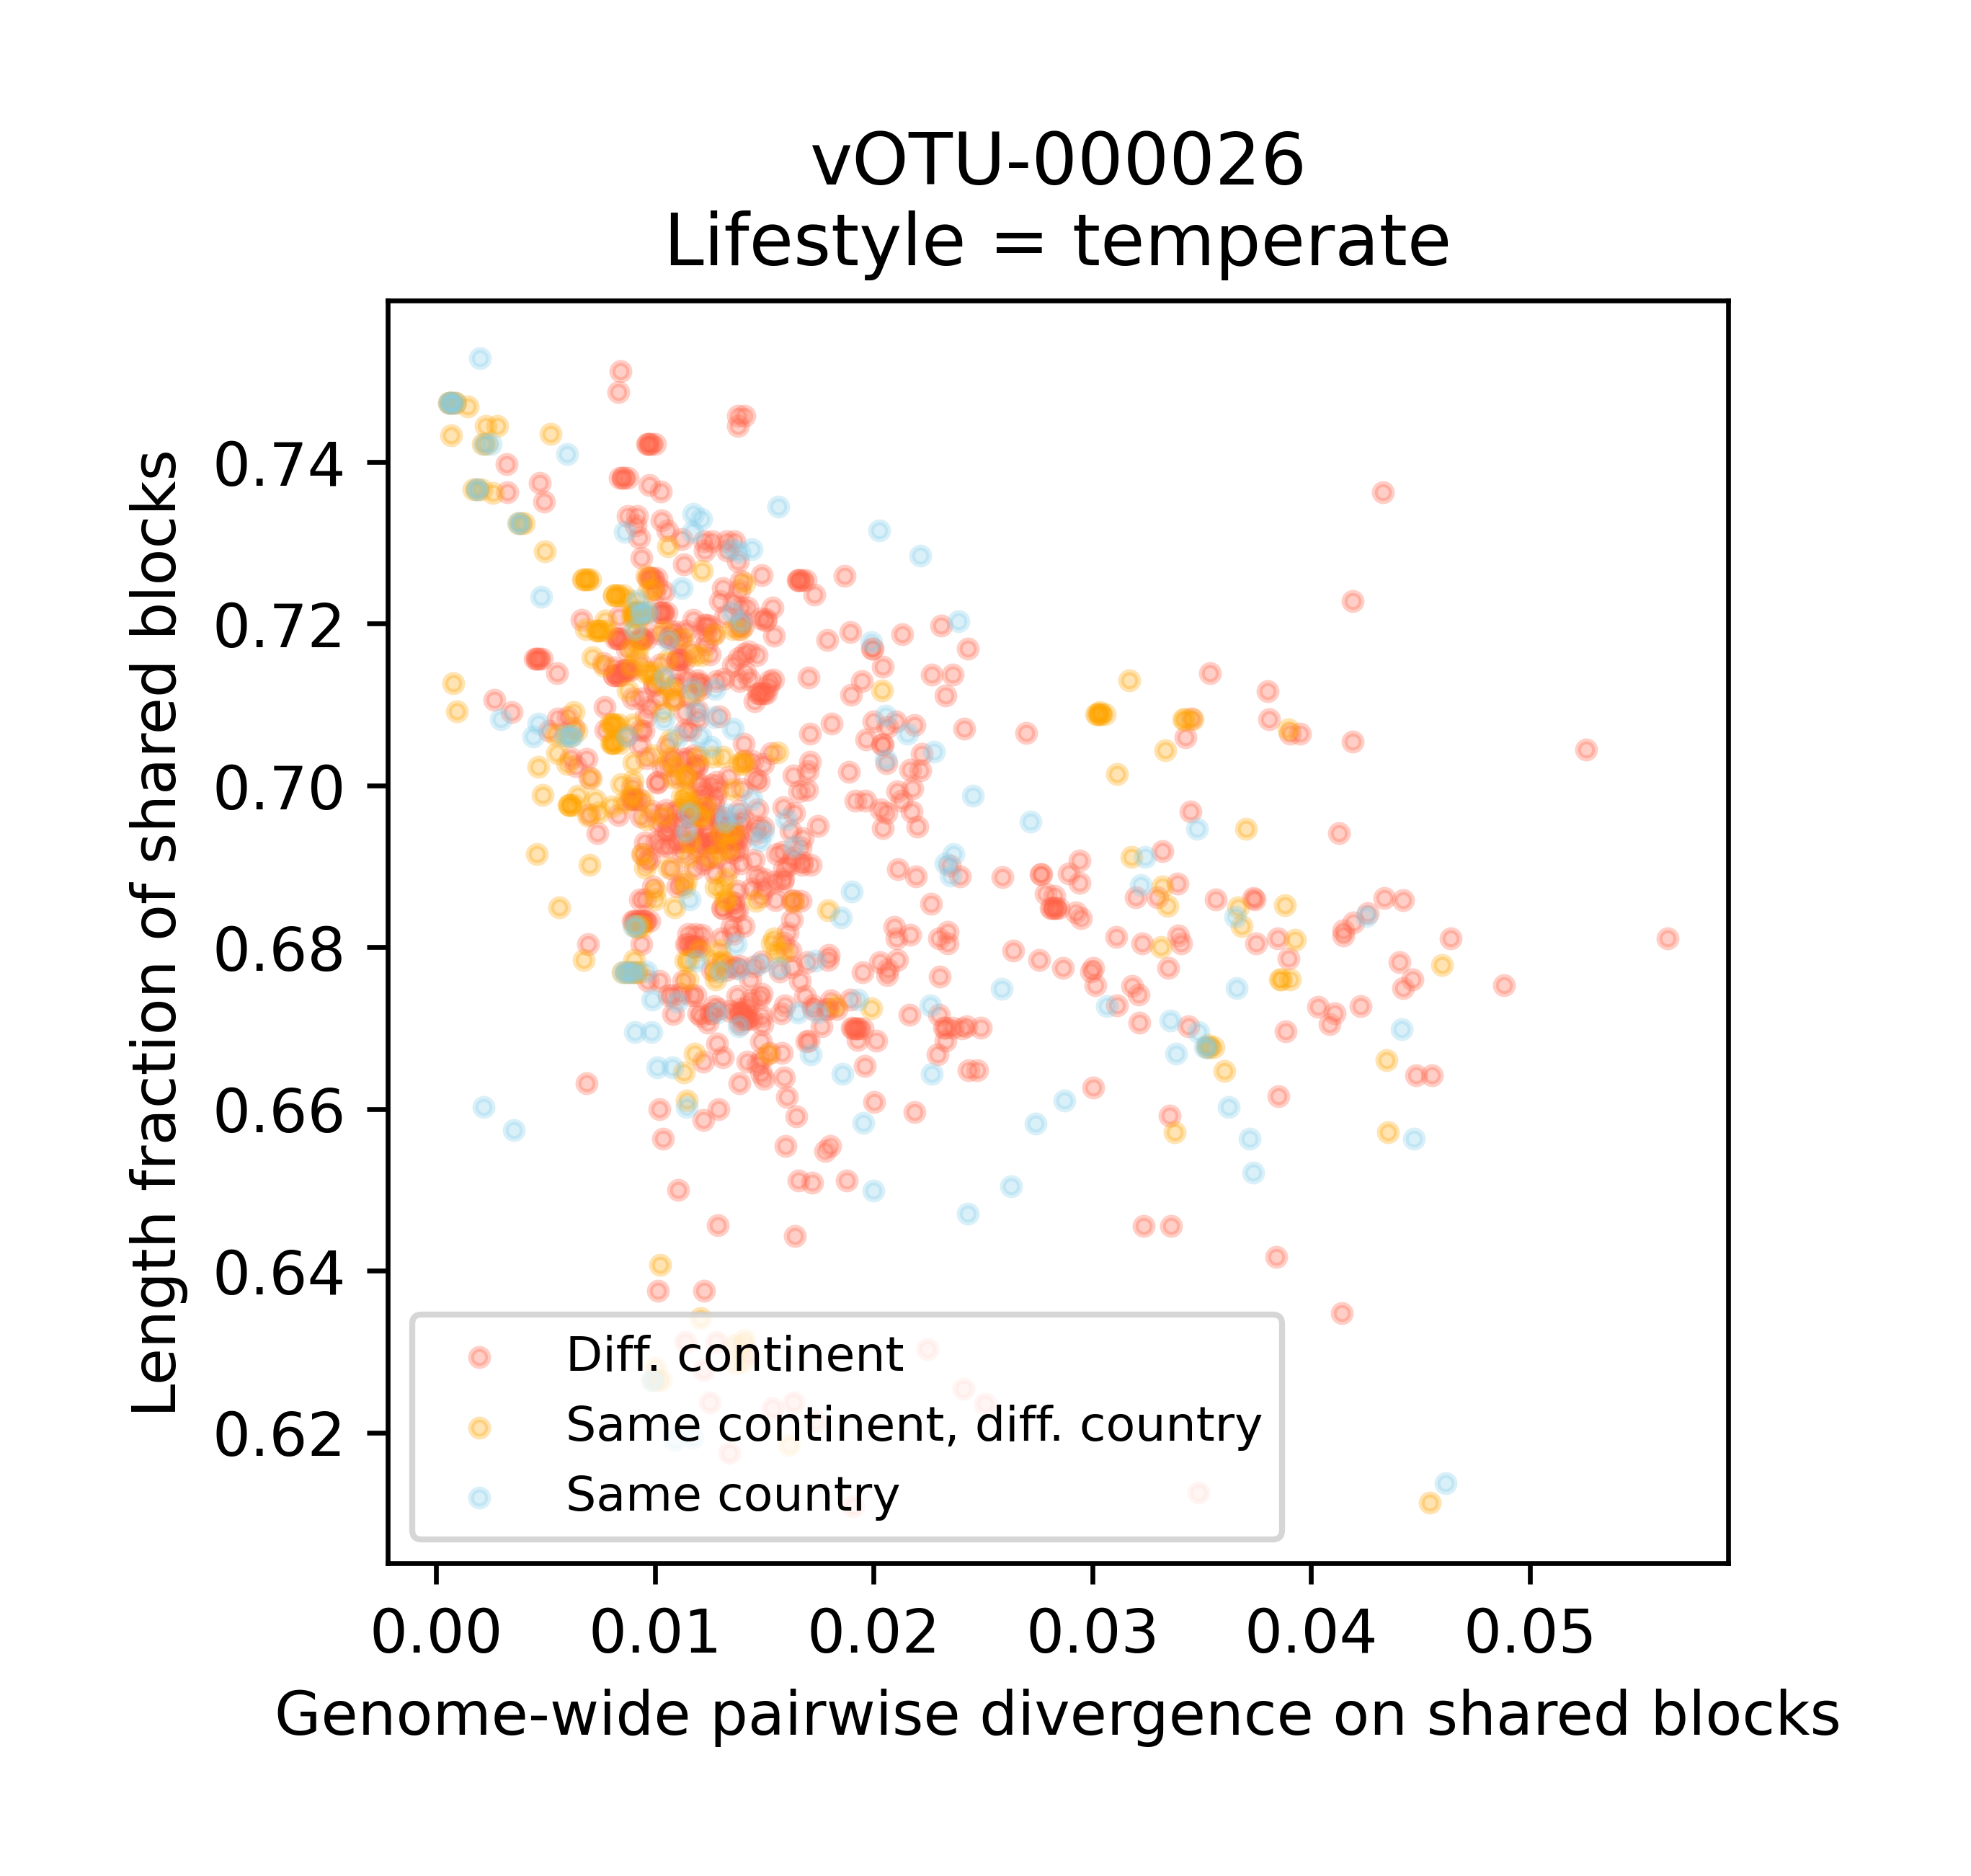 vOTU-000026
Lifestyle = temperate
Length fraction of shared blocks
0.74
0.72
0.70
0.68
0.66
0.64
0.62
Diff. continent
Same continent, diff. country
Same country
0.00 0.01 0.02 0.03 0.04 0.05
Genome-wide pairwise divergence on shared blocks